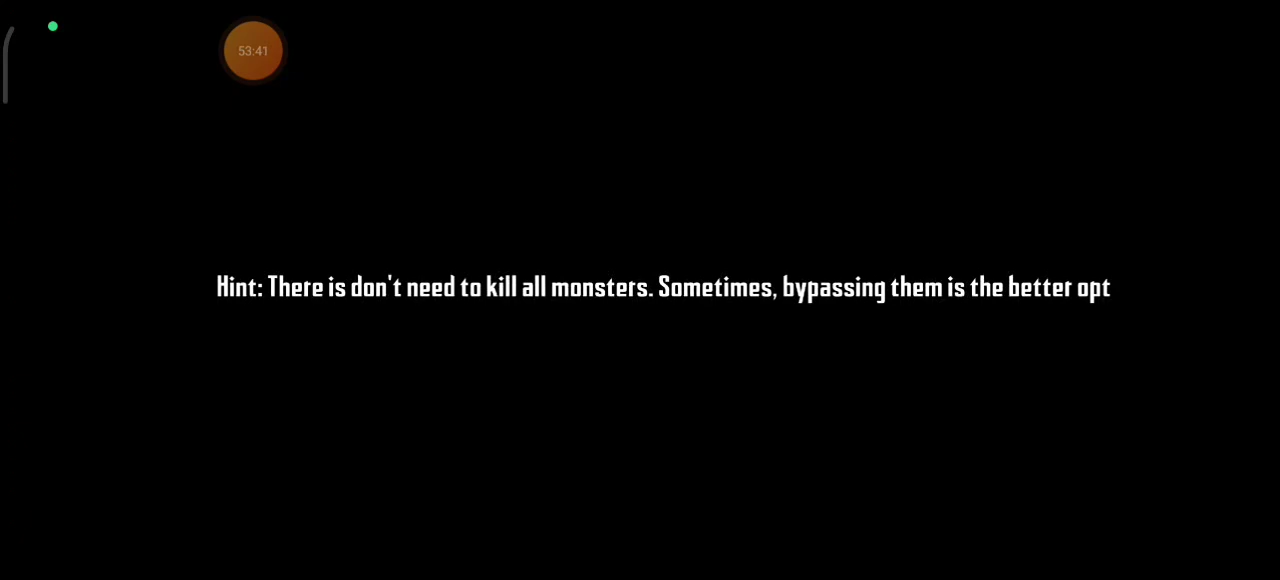 53:41
Hint: There is don't need to kill all monsters. Sometimes, bypassing them is the better opt